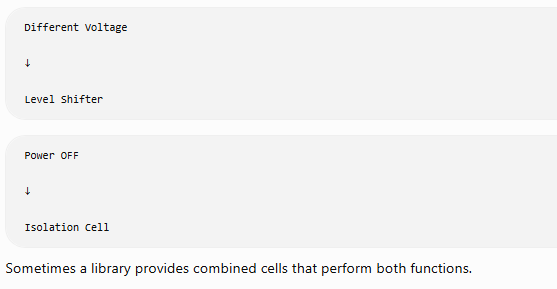 Different Voltage
↓
Level Shifter
Power OFF
↓
Isolation Cell
Sometimes a library provides combined cells that perform both functions.